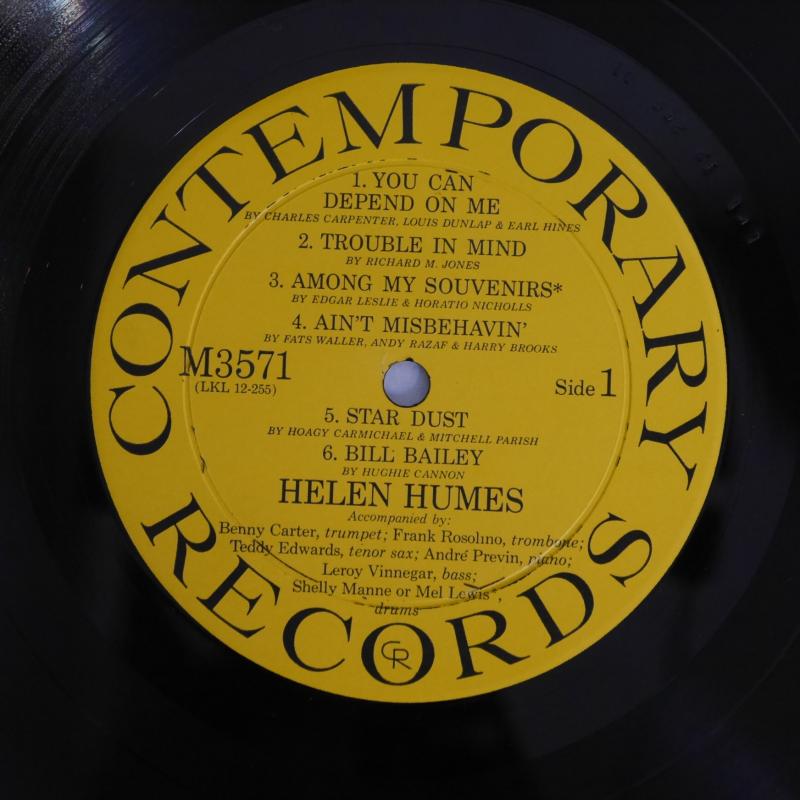 CONTEMPORARY
1. YOU CAN
DEPEND ON ME
BY CHARLES CARPENTER, LOUIS DUNLAP & EARL HINES
2. TROUBLE IN MIND
BY RICHARD M. JONES
3. AMONG MY SOUVENIRS*
BY EDGAR LESLIE & HORATIO NICHOLLS
4. AIN'T MISBEHAVIN'
BY FATS WALLER, ANDY RAZAF & HARRY BROOKS
M3571
(LKL 12-255)
Side 1
5. STAR DUST
BY HOAGY CARMICHAEL & MITCHELL PARISH
6. BILL BAILEY
BY HUGHIE CANNON
HELEN HUMES
Accompanied by:
Benny Carter, trumpet; Frank Rosolino, trombone;
Teddy Edwards, tenor sax; André Previn, piano;
Leroy Vinnegar, bass;
Shelly Manne or Mel Lewis*,
drums
CR
RECORDS